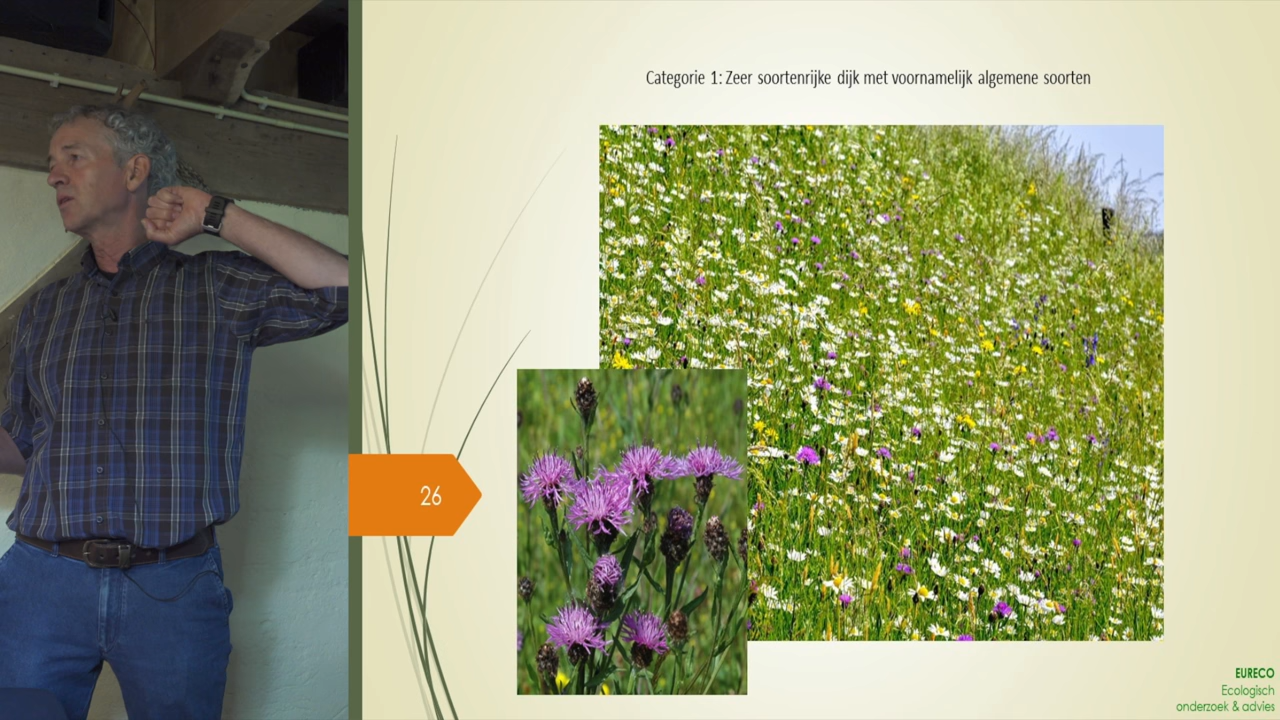 Categorie 1: Zeer soortenrijke dijk met voornamelijk algemene soorten
26
EURECO
Ecologisch
onderzoek & advies